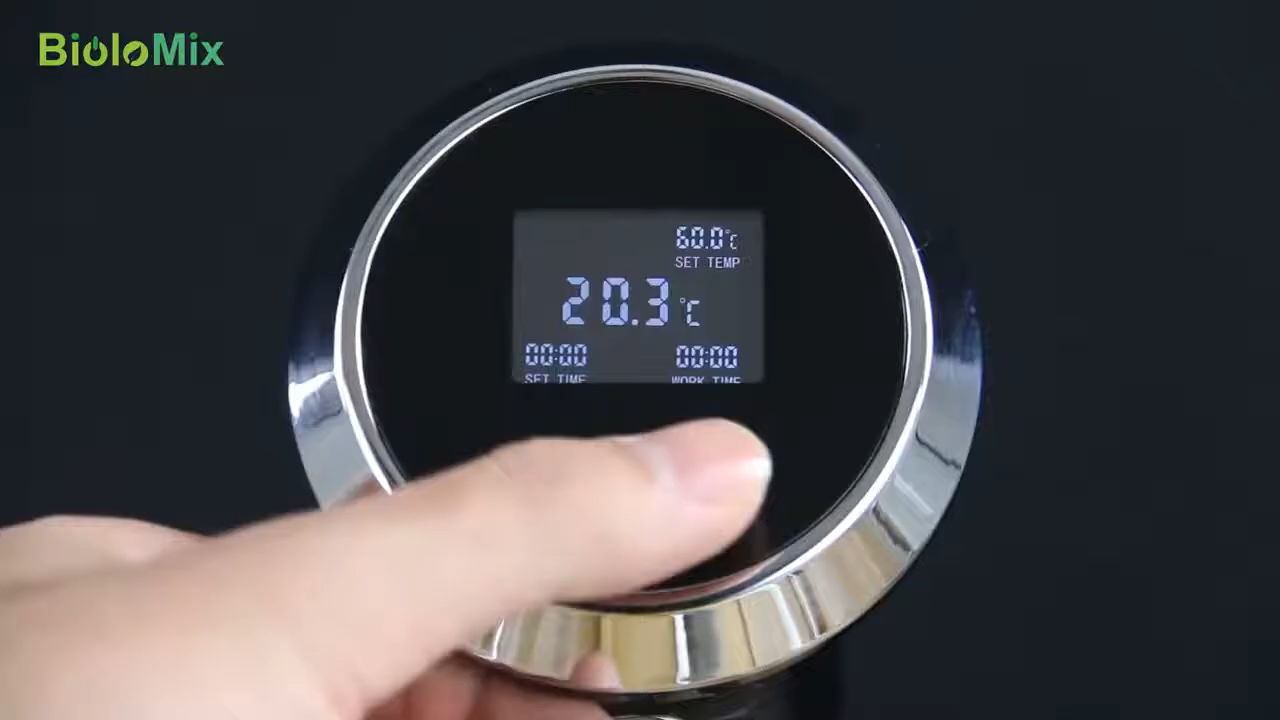 BioloMix
60.0°C
SET TEMP
20.3°C
00:00 00:00
SET TIME WORK TIME